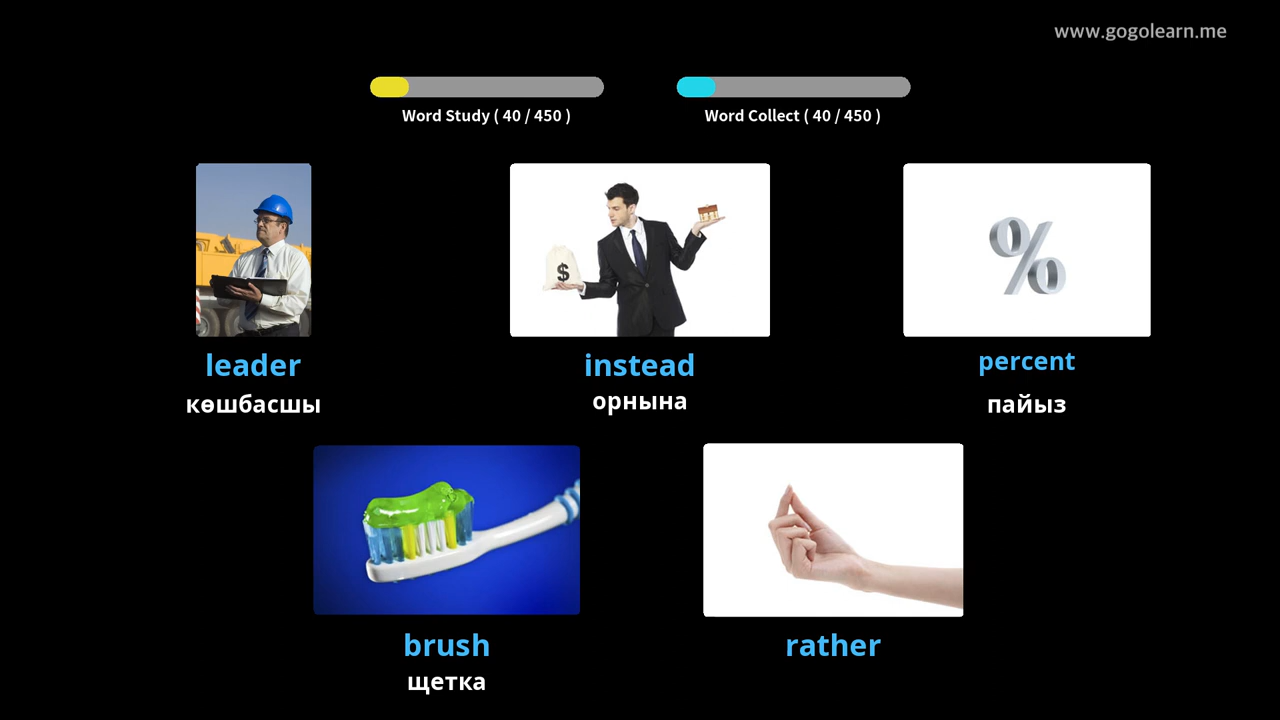 www.gogolearn.me
Word Study ( 40 / 450 )
Word Collect ( 40 / 450 )
leader
көшбасшы
instead
орнына
percent
пайыз
brush
щетка
rather